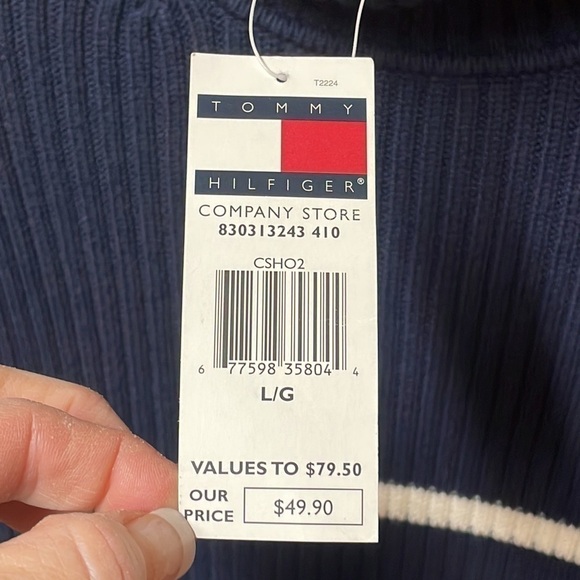 T2224
TOMMY
HILFIGER®
COMPANY STORE
830313243 410
CSHO2
6 77598 35804 4
L/G
VALUES TO $79.50
OUR PRICE $49.90